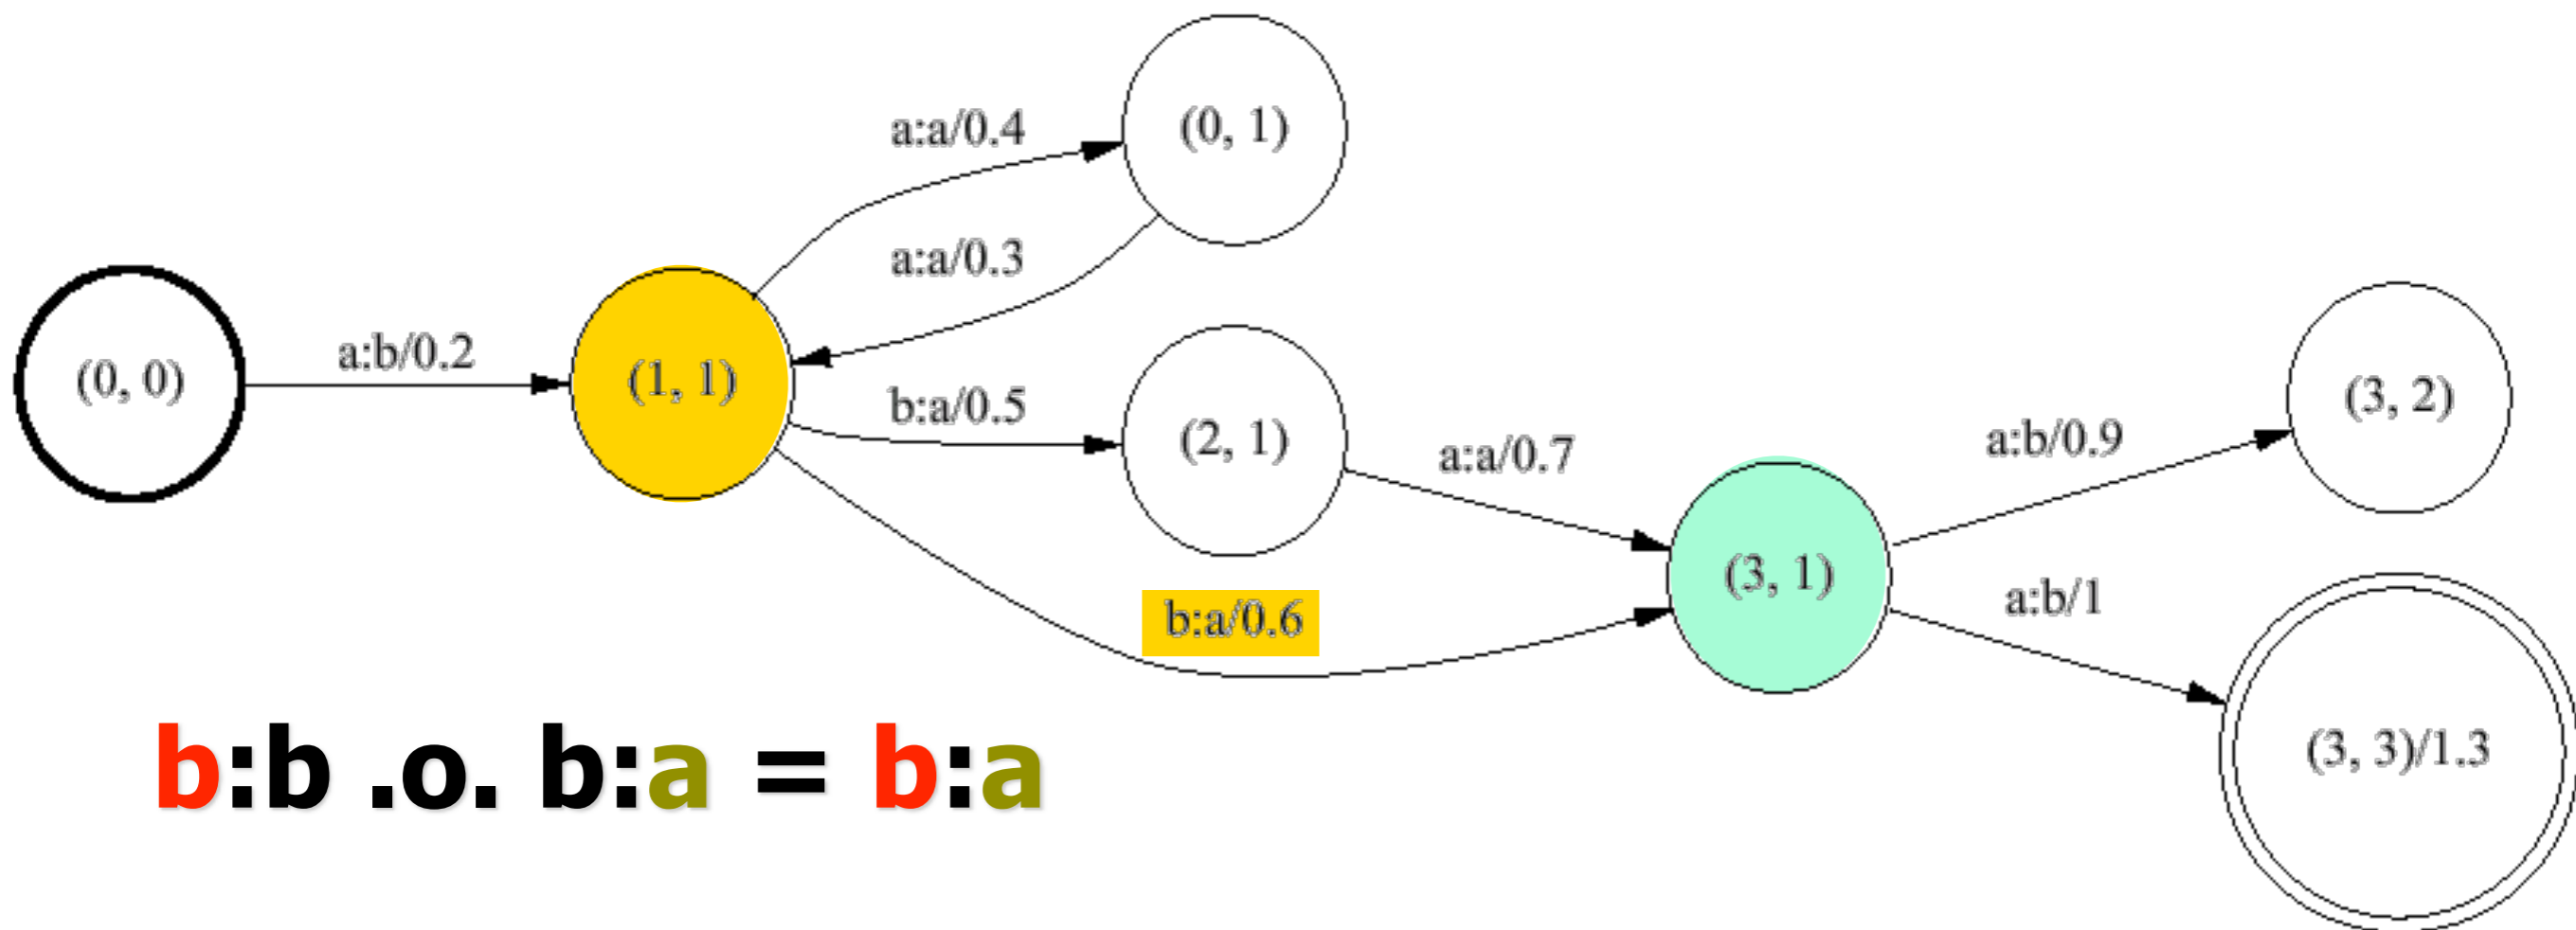 a:a/0.4
(0, 1)
a:a/0.3
(0, 0)
a:b/0.2
(1, 1)
b:a/0.5
(2, 1)
a:a/0.7
a:b/0.9
(3, 2)
b:a/0.6
(3, 1)
a:b/1
(3, 3)/1.3
b:b .o. b:a = b:a